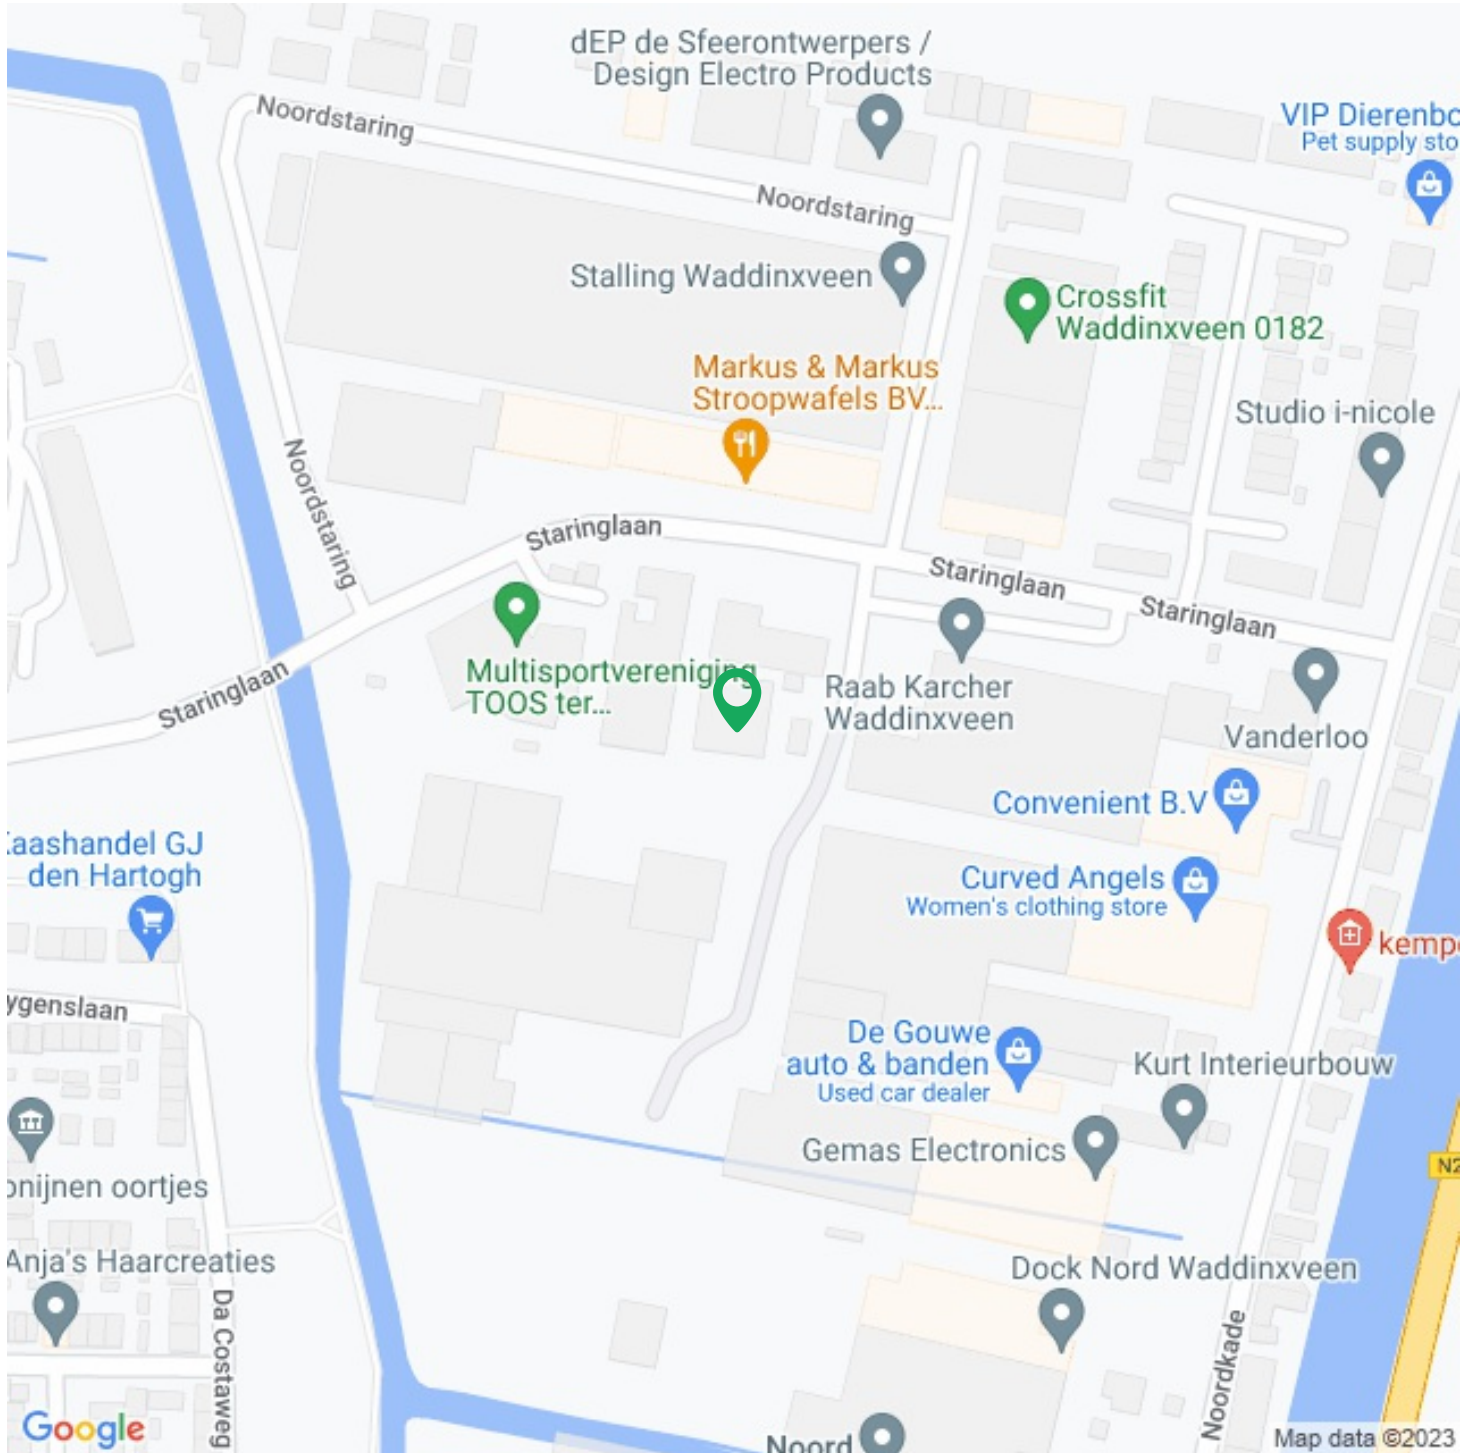 dEP de Sfeerontwerpers /
Design Electro Products
Noordstaring
VIP Dierenbo
Pet supply sto
Noordstaring
Stalling Waddinxveen
Crossfit
Waddinxveen 0182
Markus & Markus
Stroopwafels BV...
Studio i-nicole
Noordstaring
Staringlaan
Staringlaan
Staringlaan
Multisportvereniging
TOOS ter...
Staringlaan
Raab Karcher
Waddinxveen
Vanderloo
Convenient B.V
Kaashandel GJ
den Hartogh
Curved Angels
Women's clothing store
kemp
ygenslaan
De Gouwe
auto & banden
Used car dealer
Kurt Interieurbouw
Gemas Electronics
N2
onijnen oortjes
Anja's Haarcreaties
Dock Nord Waddinxveen
Da Costaweg
Noordkade
Google
Noord
Map data ©2023